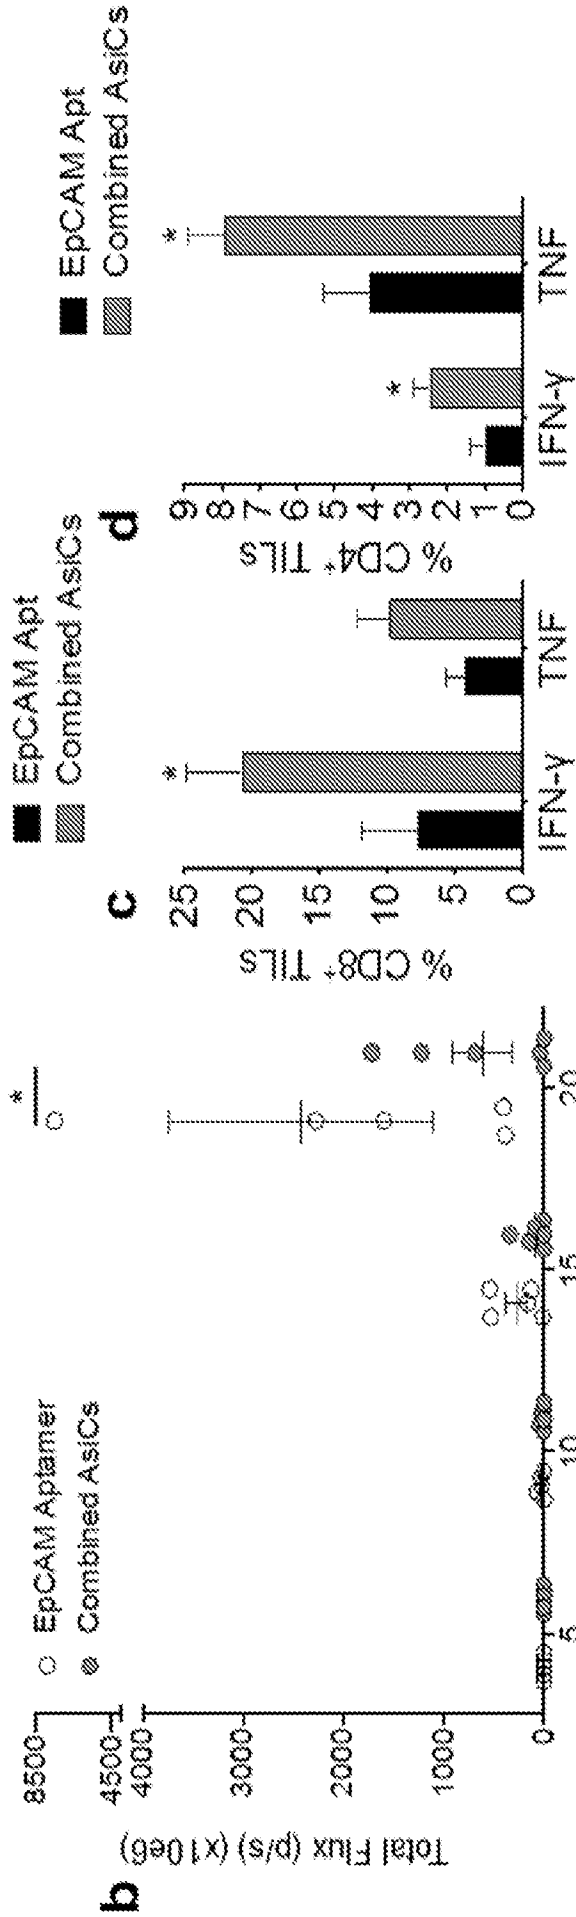 b
Total Flux (p/s) (x10e6)
8500
4500
4000
3000
2000
1000
0
EpCAM Aptamer
Combined AsiCs
*
5
10
15
20
c
EpCAM Apt
Combined AsiCs
% CD8+ TILs
25
20
15
10
5
0
*
IFN-γ
TNF
d
EpCAM Apt
Combined AsiCs
% CD4+ TILs
9
8
7
6
5
4
3
2
1
0
*
*
IFN-γ
TNF